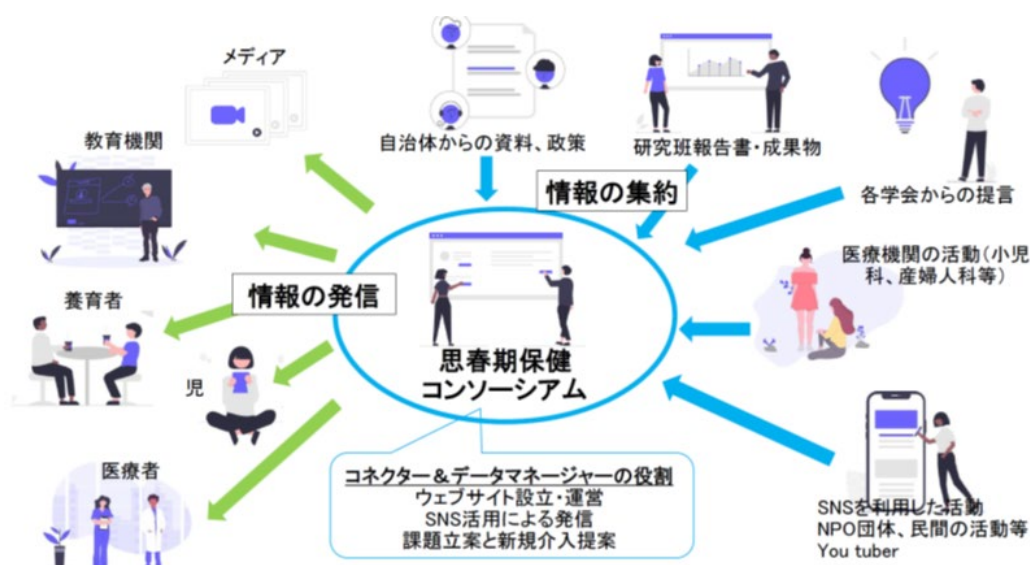 メディア
教育機関
自治体からの資料、政策
研究班報告書・成果物
情報の集約
各学会からの提言
医療機関の活動(小児
科、産婦人科等)
情報の発信
養育者
児
思春期保健
コンソーシアム
医療者
コネクター&データマネージャーの役割
ウェブサイト設立・運営
SNS活用による発信
課題立案と新規介入提案
SNSを利用した活動
NPO団体、民間の活動等
You tuber